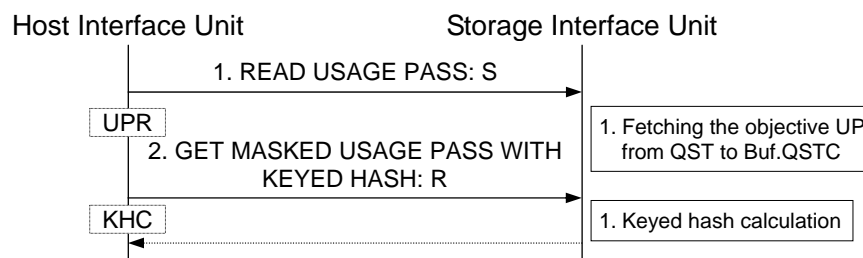 Host Interface Unit
Storage Interface Unit
1. READ USAGE PASS: S
UPR
1. Fetching the objective UP
from QST to Buf.QSTC
2. GET MASKED USAGE PASS WITH
KEYED HASH: R
KHC
1. Keyed hash calculation